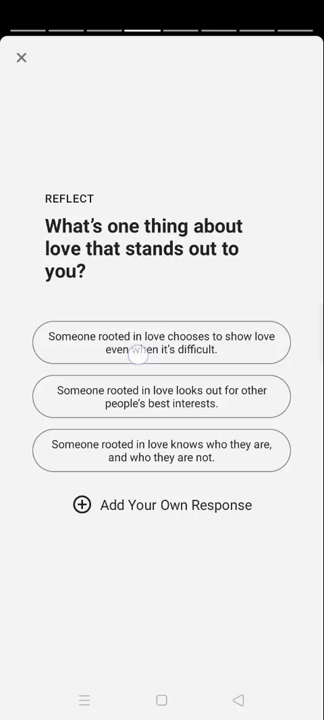 REFLECT
What’s one thing about
love that stands out to
you?
Someone rooted in love chooses to show love
even when it’s difficult.
Someone rooted in love looks out for other
people’s best interests.
Someone rooted in love knows who they are,
and who they are not.
Add Your Own Response